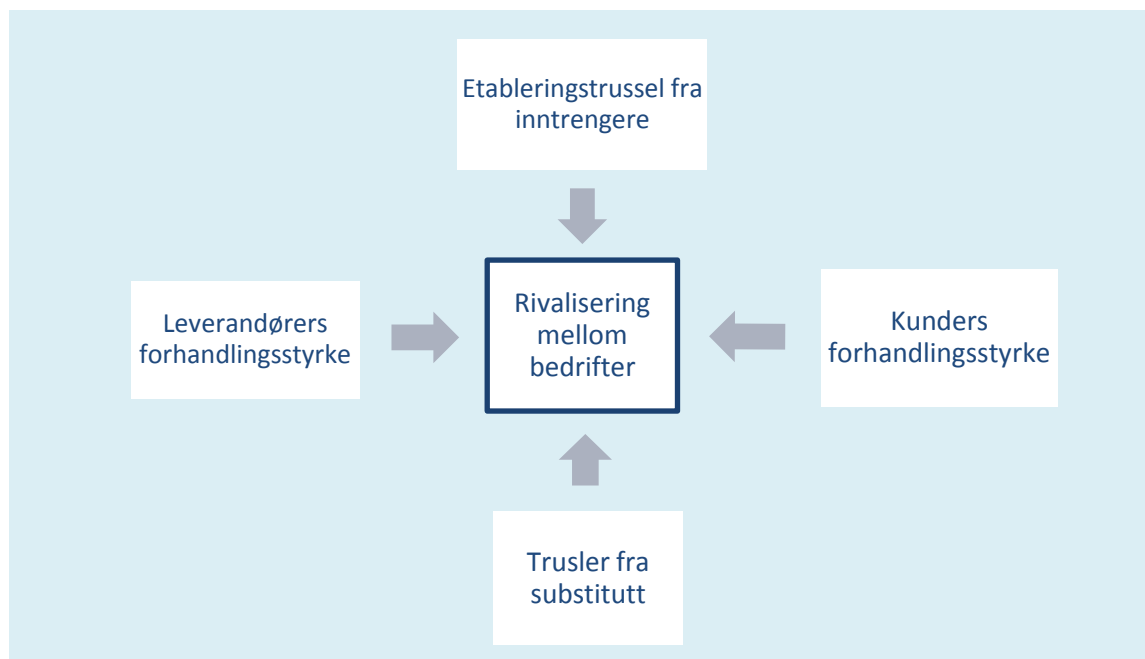 Etableringstrussel fra
inntrengere
Leverandørers
forhandlingsstyrke
Rivalisering
mellom
bedrifter
Kunders
forhandlingsstyrke
Trusler fra
substitutt